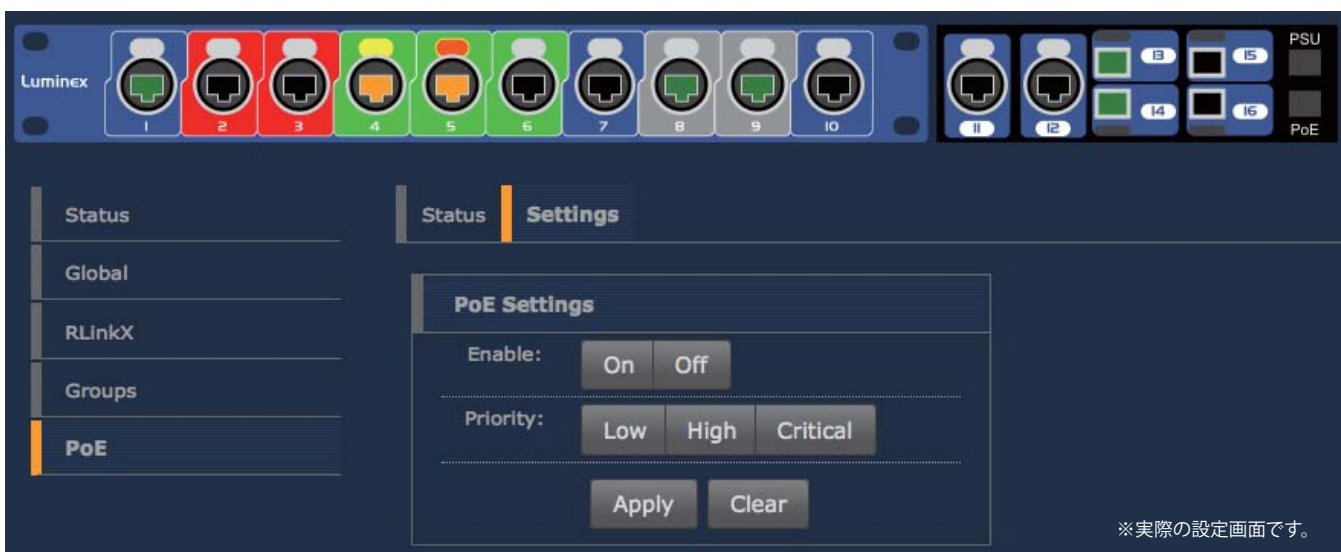 Luminex
1 2 3 4 5 6 7 8 9 10
11 12
13 15
14 16
PSU
PoE
Status
Global
RLinkX
Groups
PoE
Status Settings
PoE Settings
Enable: On Off
Priority: Low High Critical
Apply Clear
※実際の設定画面です。